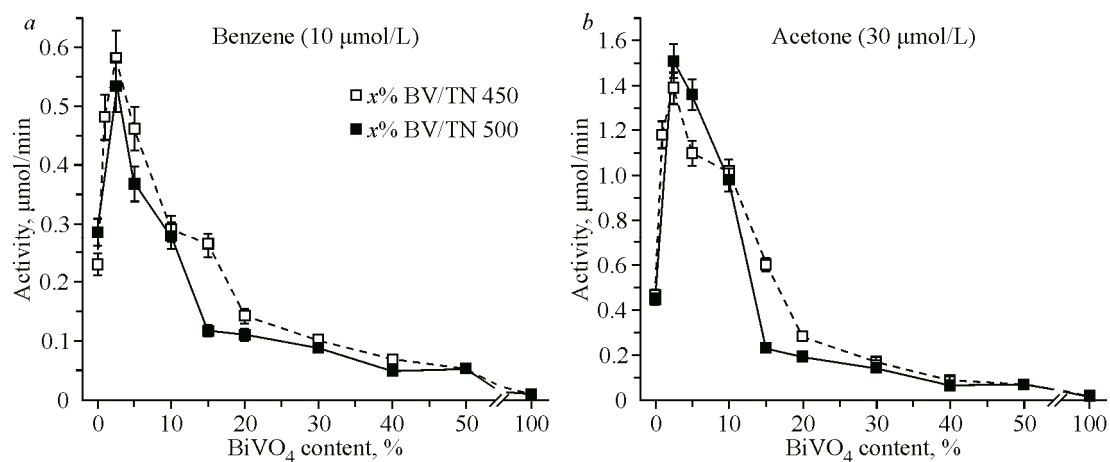 a
Benzene (10 μmol/L)
Activity, μmol/min
0.6
0.5
0.4
0.3
0.2
0.1
0
x% BV/TN 450
x% BV/TN 500
0 10 20 30 40 50 100
BiVO₄ content, %
b
Acetone (30 μmol/L)
Activity, μmol/min
1.6
1.4
1.2
1.0
0.8
0.6
0.4
0.2
0
0 10 20 30 40 50 100
BiVO₄ content, %